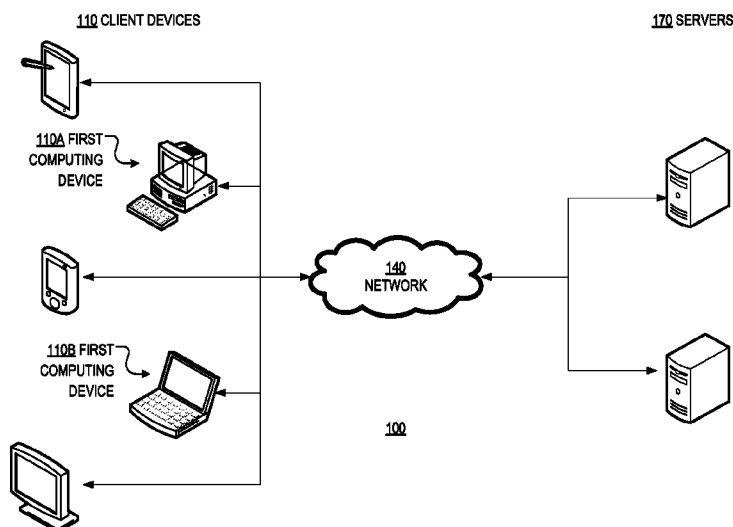 110 CLIENT DEVICES
170 SERVERS
110A FIRST
COMPUTING
DEVICE
140
NETWORK
110B FIRST
COMPUTING
DEVICE
100